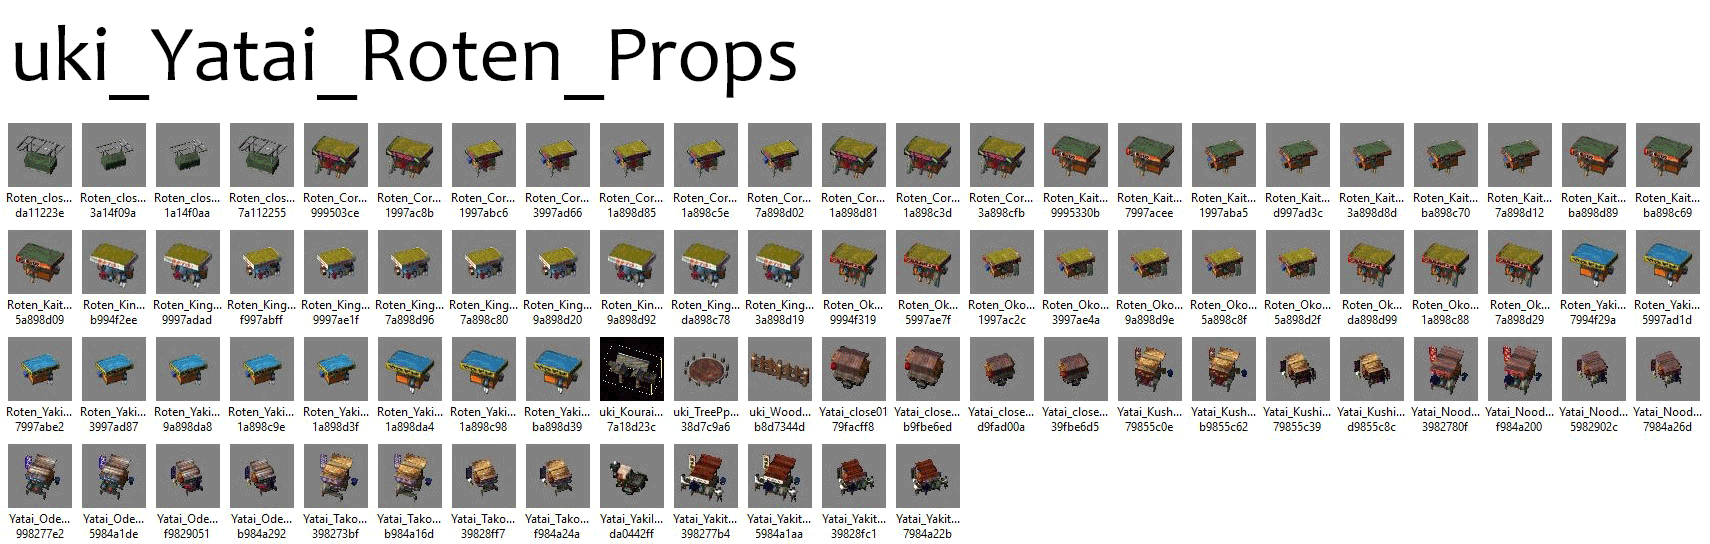 uki_Yatai_Roten_Props
Roten_clos... Roten_clos... Roten_clos... Roten_clos... Roten_Cor... Roten_Cor... Roten_Cor... Roten_Cor... Roten_Cor... Roten_Cor... Roten_Cor... Roten_Cor... Roten_Cor... Roten_Cor... Roten_Kait... Roten_Kait... Roten_Kait... Roten_Kait... Roten_Kait... Roten_Kait... Roten_Kait... Roten_Kait... Roten_Kait...
da11223e 3a14f09a 1a14f0aa 7a112255 999503ce 1997ac8b 1997abc6 3997ad66 1a898d85 1a898c5e 7a898d02 1a898d81 1a898c3d 3a898cfb 9995330b 7997acee 1997aba5 d997ad3c 3a898d8d ba898c70 7a898d12 ba898d89 ba898c69
Roten_Kait... Roten_King... Roten_King... Roten_King... Roten_King... Roten_King... Roten_King... Roten_King... Roten_Kin... Roten_King... Roten_King... Roten_Ok... Roten_Ok... Roten_Oko... Roten_Oko... Roten_Oko... Roten_Oko... Roten_Oko... Roten_Ok... Roten_Oko... Roten_Ok... Roten_Yaki... Roten_Yaki...
5a898d09 b994f2ee 9997adad f997abff 9997ae1f 7a898d96 7a898c80 9a898d20 9a898d92 da898c78 3a898d19 9994f319 5997ae7f 1997ac2c 3997ae4a 9a898d9e 5a898c8f 5a898d2f da898d99 1a898c88 7a898d29 7994f29a 5997ad1d
Roten_Yaki... Roten_Yaki... Roten_Yaki... Roten_Yaki... Roten_Yaki... Roten_Yaki... Roten_Yaki... Roten_Yaki... uki_Kourai... uki_TreePp... uki_Wood... Yatai_close01 Yatai_close... Yatai_close... Yatai_close... Yatai_Kush... Yatai_Kush... Yatai_Kushi... Yatai_Kushi... Yatai_Nood... Yatai_Nood... Yatai_Nood... Yatai_Nood...
7997abe2 3997ad87 9a898da8 1a898c9e 1a898d3f 1a898da4 1a898c98 ba898d39 7a18d23c 38d7c9a6 b8d7344d 79facff8 b9fbe6ed d9fad00a 39fbe6d5 79855c0e b9855c62 79855c39 d9855c8c 3982780f f984a200 5982902c 7984a26d
Yatai_Ode... Yatai_Ode... Yatai_Ode... Yatai_Ode... Yatai_Tako... Yatai_Tako... Yatai_Tako... Yatai_Tako... Yatai_Yakil... Yatai_Yakit... Yatai_Yakit... Yatai_Yakit... Yatai_Yakit...
998277e2 5984a1de f9829051 b984a292 398273bf b984a16d 39828ff7 f984a24a da0442ff 398277b4 5984a1aa 39828fc1 7984a22b